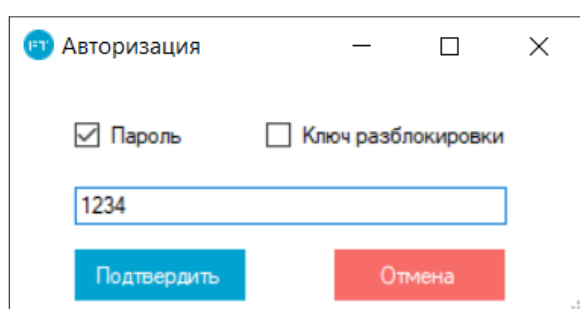 FT Авторизация
Пароль Ключ разблокировки
1234
Подтвердить Отмена